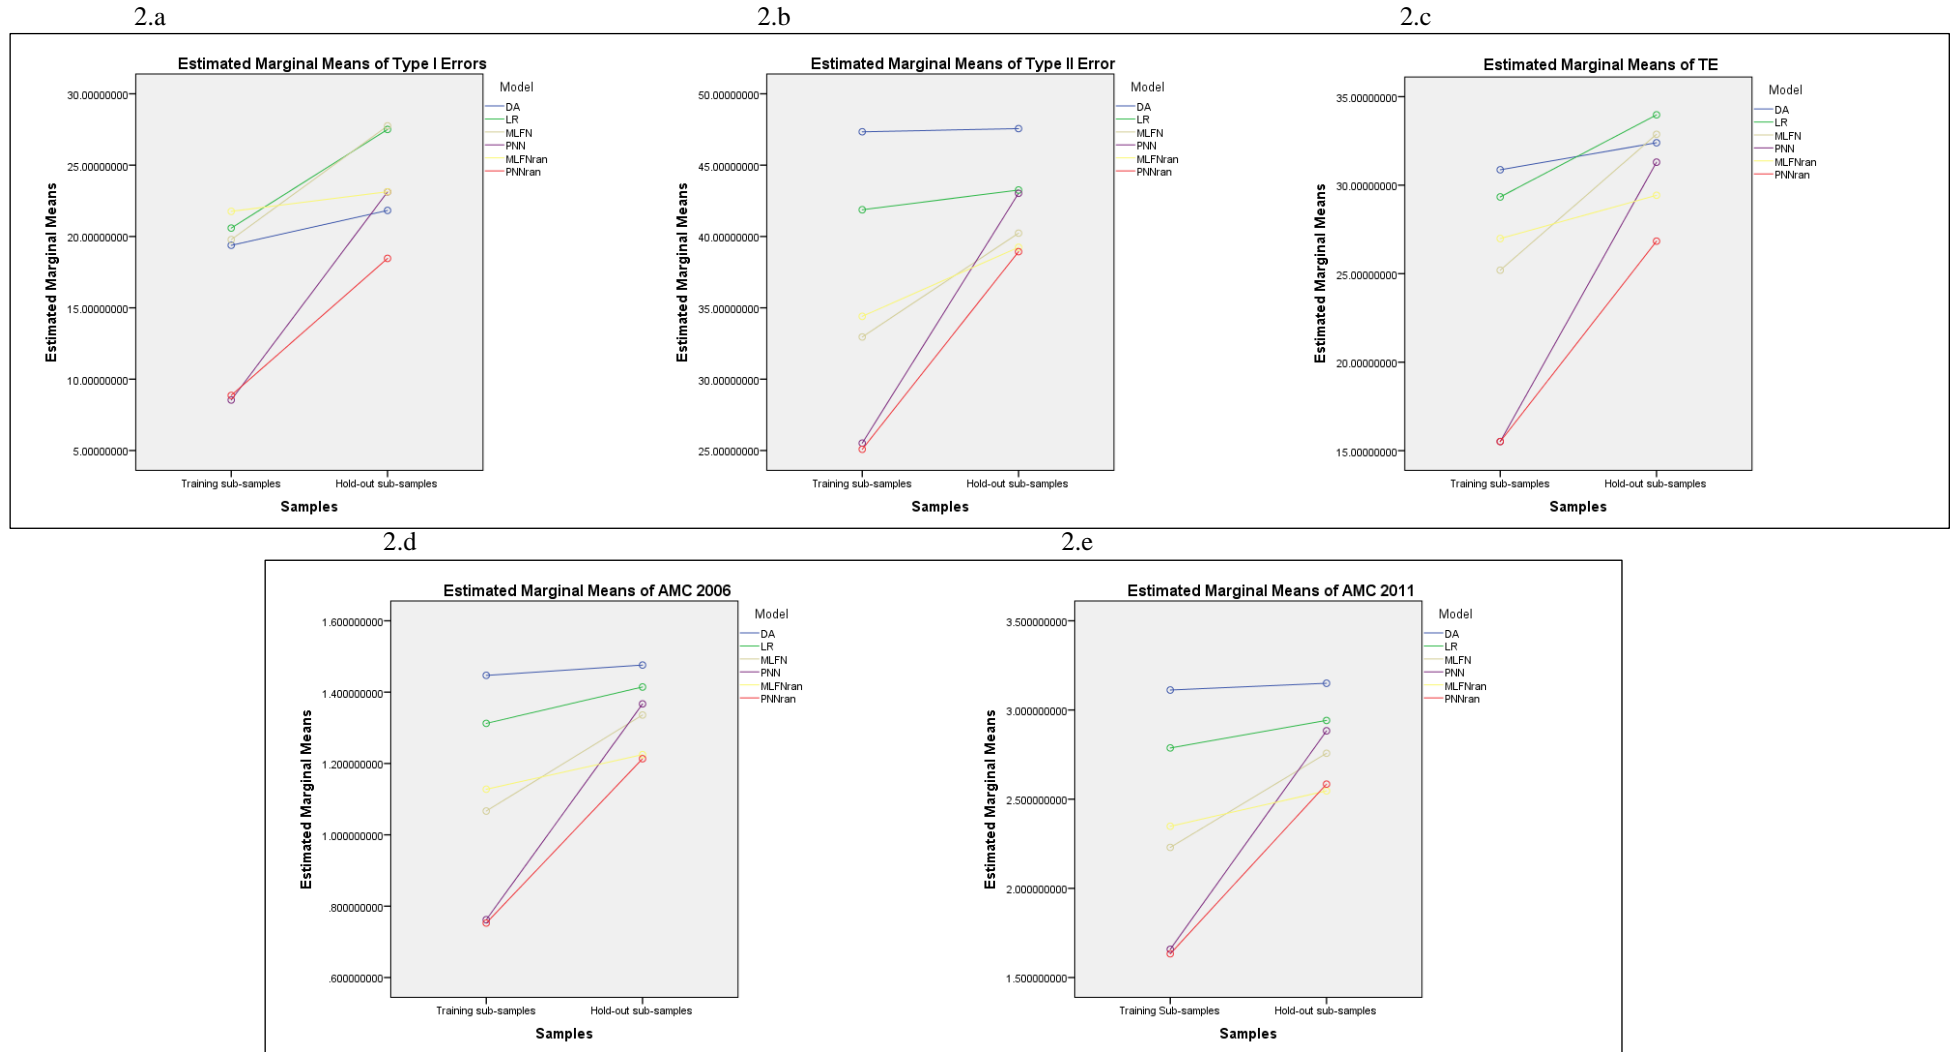 2.a
2.b
2.c
Estimated Marginal Means of Type I Errors
Estimated Marginal Means
30.00000000
25.00000000
20.00000000
15.00000000
10.00000000
5.00000000
Training sub-samples
Hold-out sub-samples
Samples
Model
DA
LR
MLFN
PNN
MLFNran
PNNran
Estimated Marginal Means of Type II Error
Estimated Marginal Means
50.00000000
45.00000000
40.00000000
35.00000000
30.00000000
25.00000000
Training sub-samples
Hold-out sub-samples
Samples
Model
DA
LR
MLFN
PNN
MLFNran
PNNran
Estimated Marginal Means of TE
Estimated Marginal Means
35.00000000
30.00000000
25.00000000
20.00000000
15.00000000
Training sub-samples
Hold-out sub-samples
Samples
Model
DA
LR
MLFN
PNN
MLFNran
PNNran
2.d
2.e
Estimated Marginal Means of AMC 2006
Estimated Marginal Means
1.600000000
1.400000000
1.200000000
1.000000000
.800000000
.600000000
Training sub-samples
Hold-out sub-samples
Samples
Model
DA
LR
MLFN
PNN
MLFNran
PNNran
Estimated Marginal Means of AMC 2011
Estimated Marginal Means
3.500000000
3.000000000
2.500000000
2.000000000
1.500000000
Training Sub-Samples
Hold-out sub-samples
Samples
Model
DA
LR
MLFN
PNN
MLFNran
PNNran